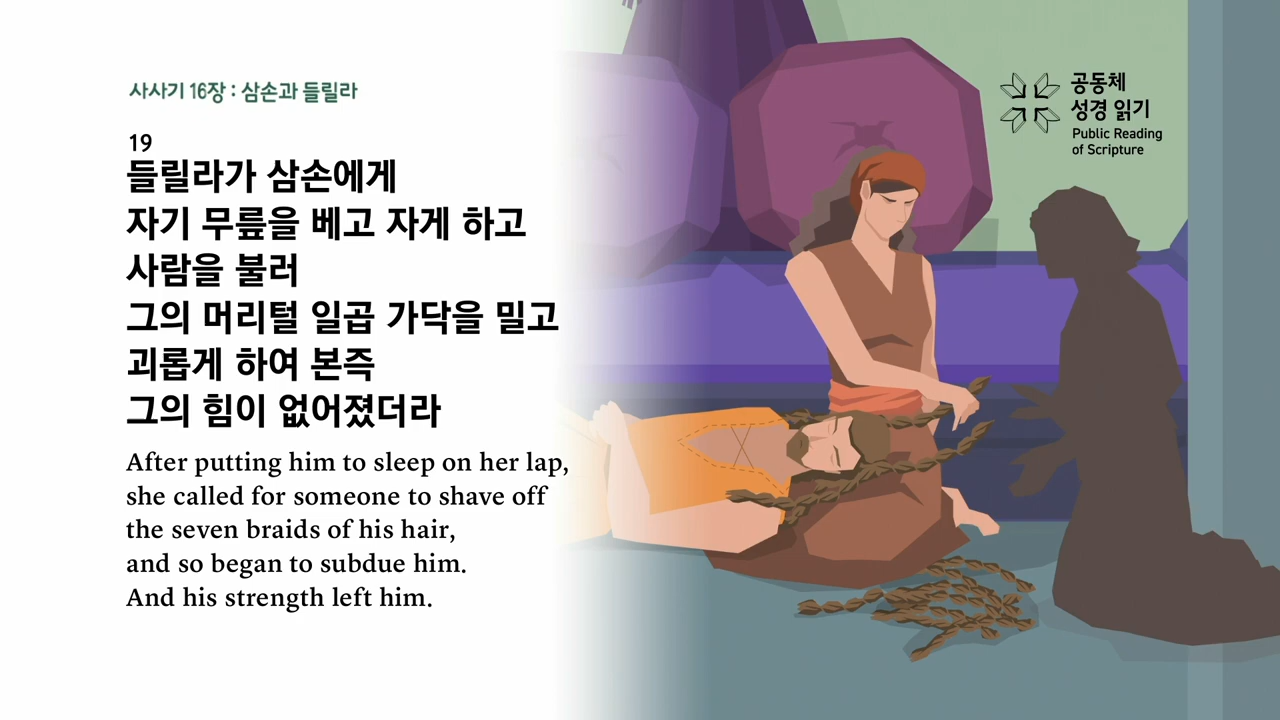 사사기 16장 : 삼손과 들릴라
19
들릴라가 삼손에게
자기 무릎을 베고 자게 하고
사람을 불러
그의 머리털 일곱 가닥을 밀고
괴롭게 하여 본즉
그의 힘이 없어졌더라
After putting him to sleep on her lap,
she called for someone to shave off
the seven braids of his hair,
and so began to subdue him.
And his strength left him.
공동체
성경 읽기
Public Reading
of Scripture